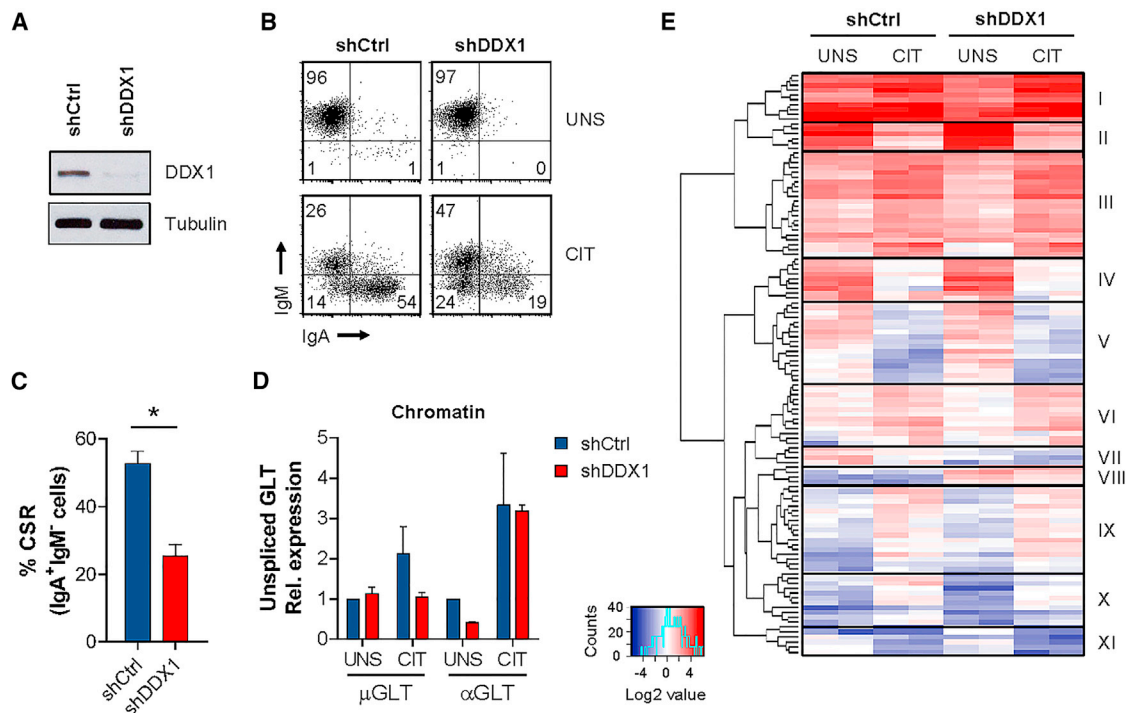 A
shCtrl
shDDX1
DDX1
Tubulin
B
shCtrl shDDX1
96
1 1
97
1 0
UNS
26
14 54
47
24 19
CIT
IgM
IgA
C
*
60
40
20
0
% CSR
(IgA⁺IgM⁻ cells)
shCtrl
shDDX1
D
Chromatin
shCtrl
shDDX1
5
4
3
2
1
0
Unspliced GLT
Rel. expression
UNS CIT UNS CIT
μGLT αGLT
E
shCtrl shDDX1
UNS CIT UNS CIT
I
II
III
IV
V
VI
VII
VIII
IX
X
XI
Counts
40
20
0
-4 0 4
Log2 value